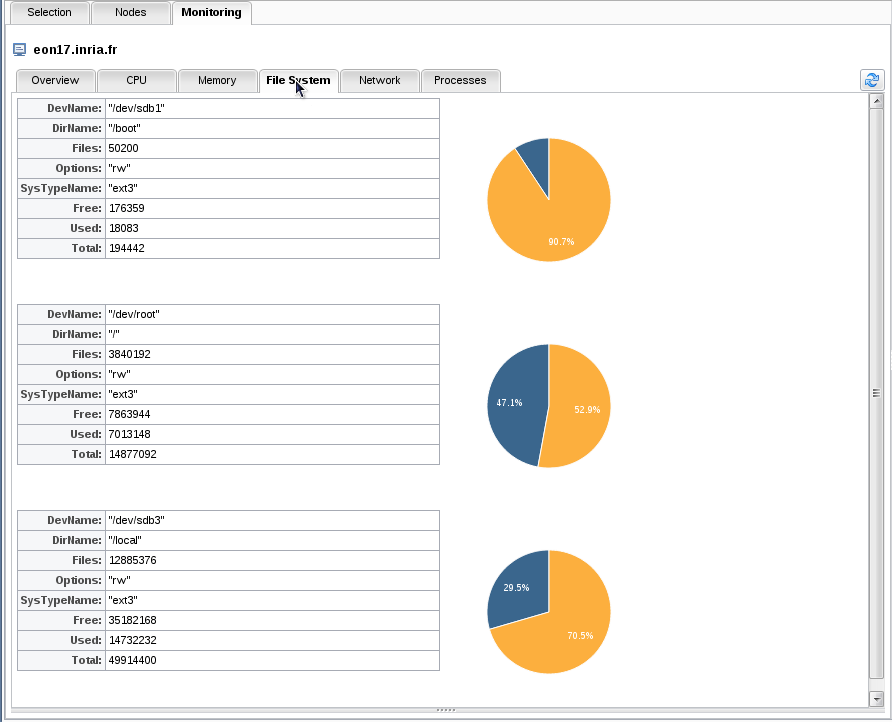 Selection Nodes Monitoring
eon17.inria.fr
Overview CPU Memory File System Network Processes
DevName: "/dev/sdb1"
DirName: "/boot"
Files: 50200
Options: "rw"
SysTypeName: "ext3"
Free: 176359
Used: 18083
Total: 194442
90.7%
DevName: "/dev/root"
DirName: "/"
Files: 3840192
Options: "rw"
SysTypeName: "ext3"
Free: 7863944
Used: 7013148
Total: 14877092
47.1% 52.9%
DevName: "/dev/sdb3"
DirName: "/local"
Files: 12885376
Options: "rw"
SysTypeName: "ext3"
Free: 35182168
Used: 14732232
Total: 49914400
29.5%
70.5%